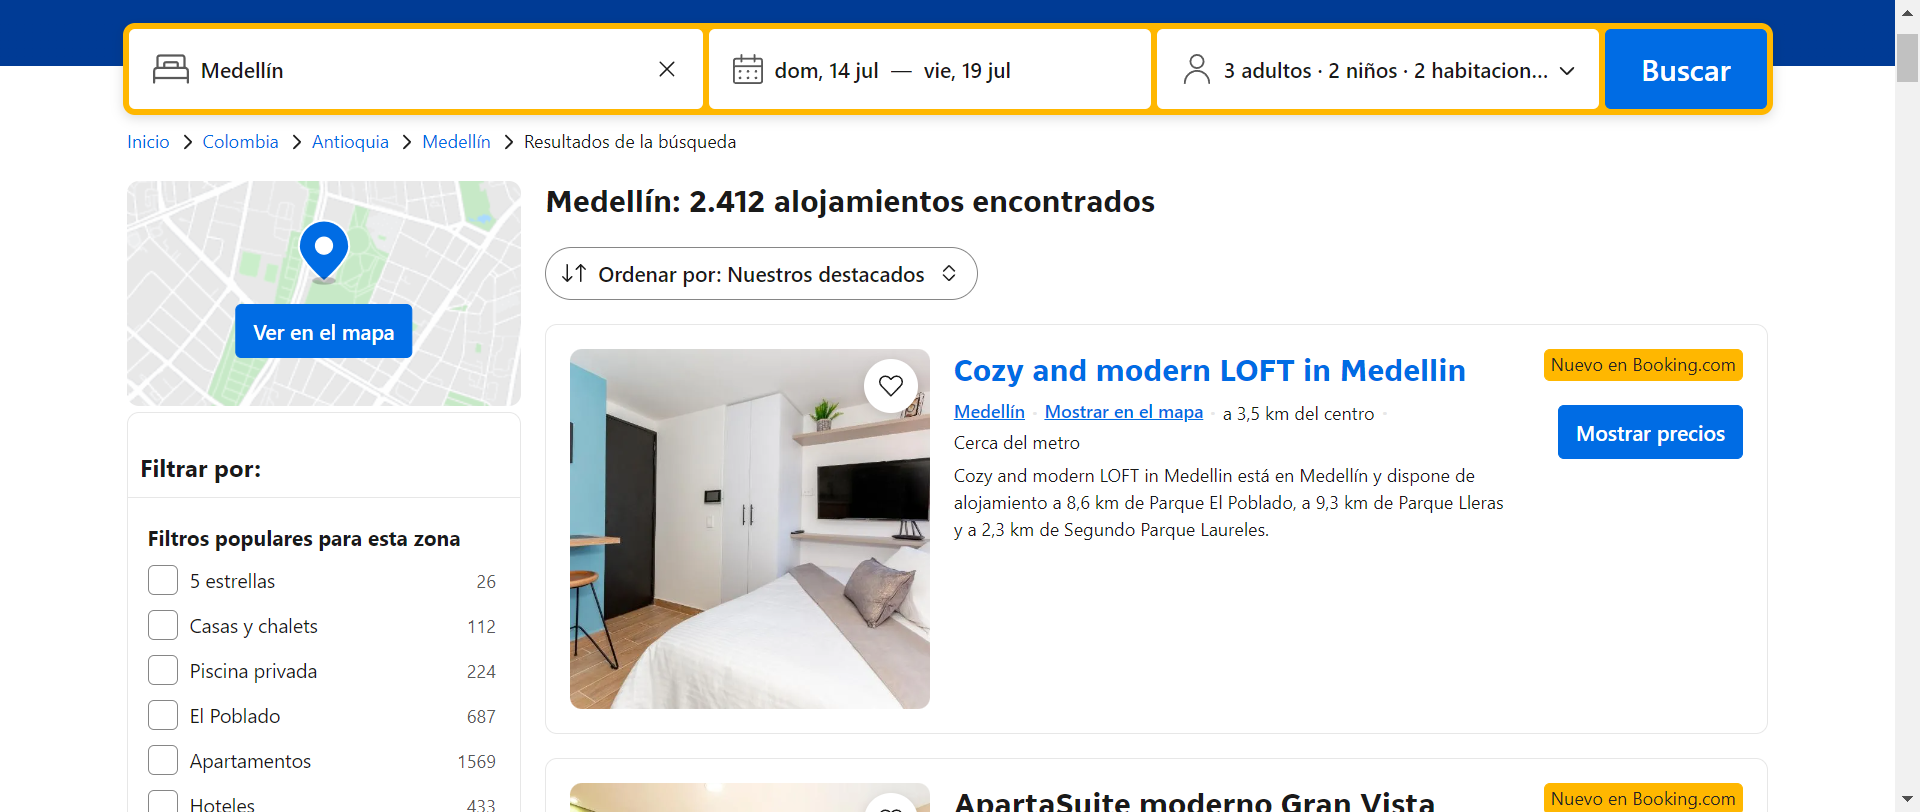 Medellín
dom, 14 jul — vie, 19 jul
3 adultos · 2 niños · 2 habitacion...
Buscar
Inicio > Colombia > Antioquia > Medellín > Resultados de la búsqueda
Ver en el mapa
Filtrar por:
Filtros populares para esta zona
5 estrellas 26
Casas y chalets 112
Piscina privada 224
El Poblado 687
Apartamentos 1569
Hoteles 433
Medellín: 2.412 alojamientos encontrados
Ordenar por: Nuestros destacados
Cozy and modern LOFT in Medellin
Nuevo en Booking.com
Medellín · Mostrar en el mapa · a 3,5 km del centro ·
Cerca del metro
Mostrar precios
Cozy and modern LOFT in Medellin está en Medellín y dispone de
alojamiento a 8,6 km de Parque El Poblado, a 9,3 km de Parque Lleras
y a 2,3 km de Segundo Parque Laureles.
ApartaSuite moderno Gran Vista
Nuevo en Booking.com